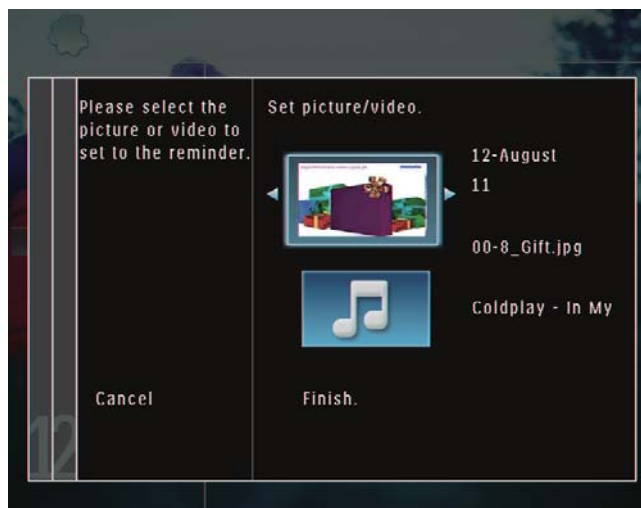 Please select the
picture or video to
set to the reminder.
Set picture/video.
12-August
11
00-8_Gift.jpg
Coldplay - In My
Cancel
Finish.
12